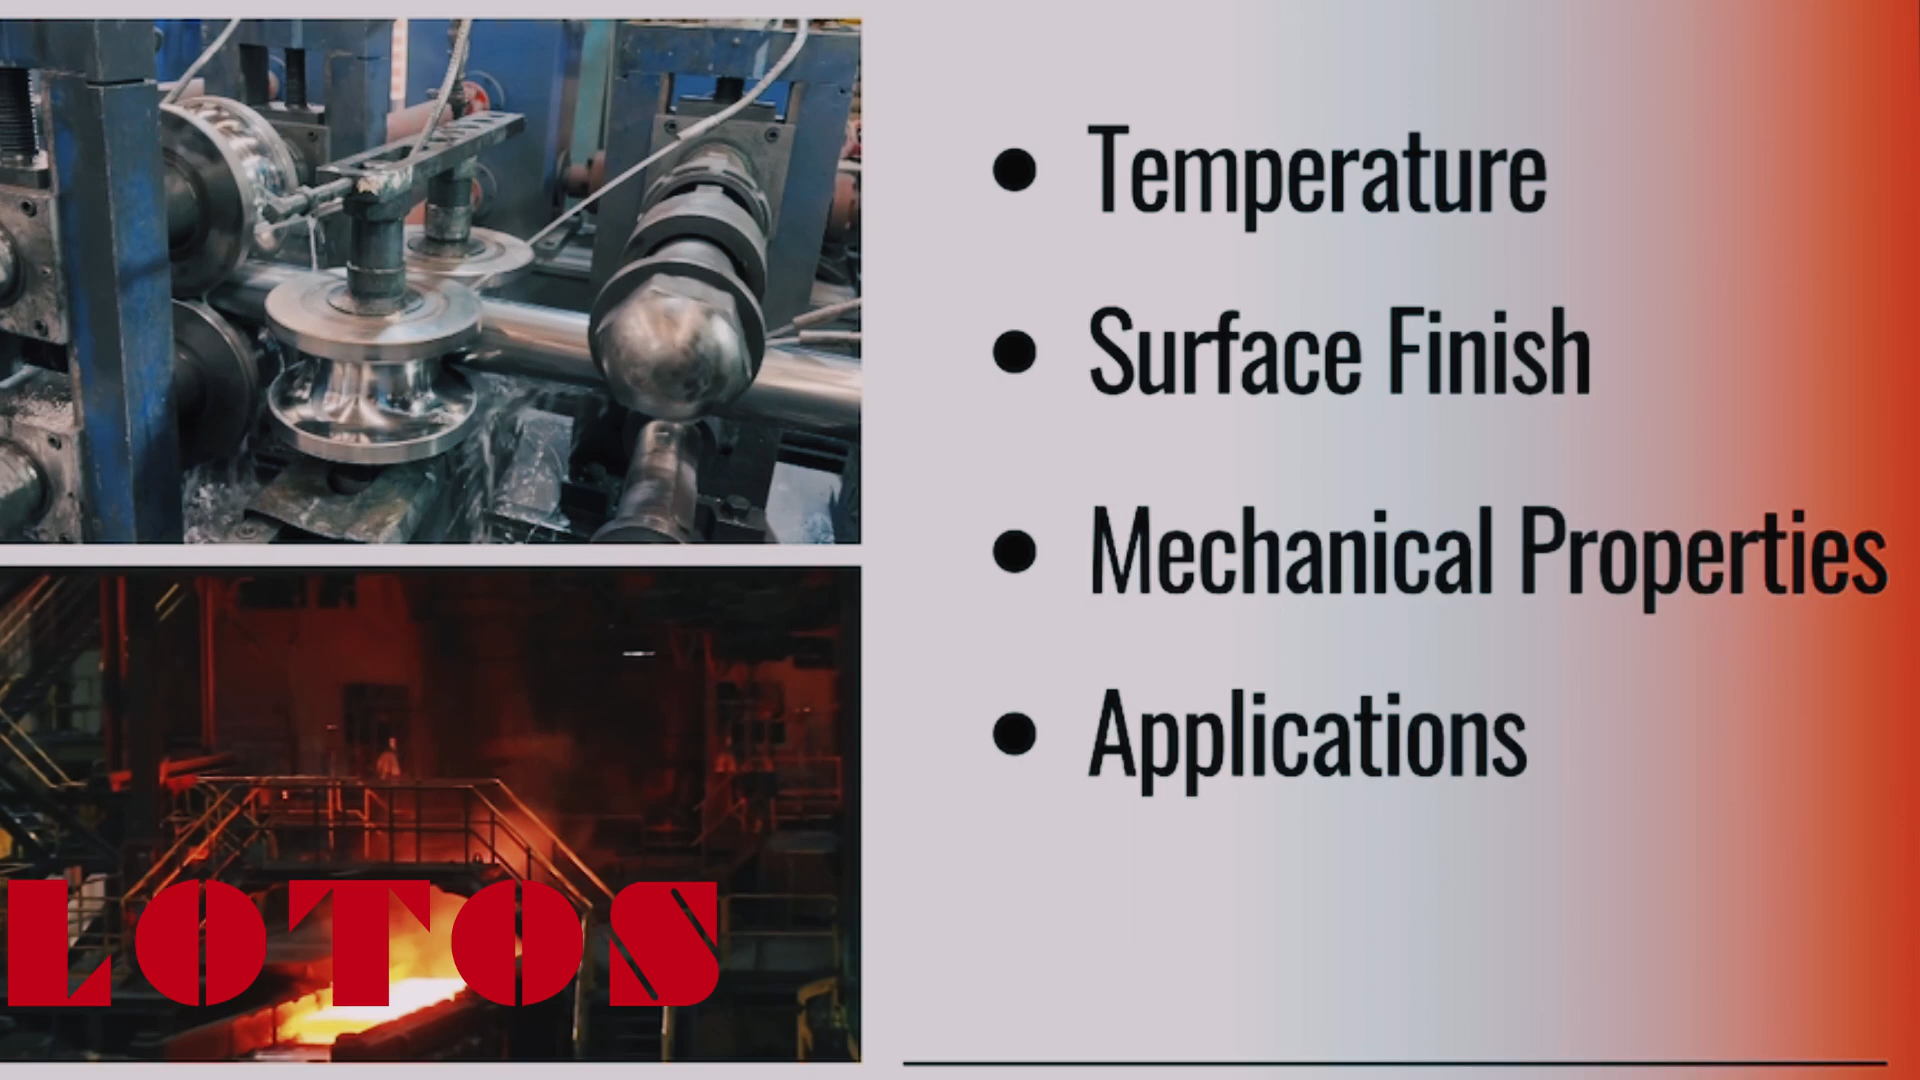 Temperature
Surface Finish
Mechanical Properties
Applications
LOTOS